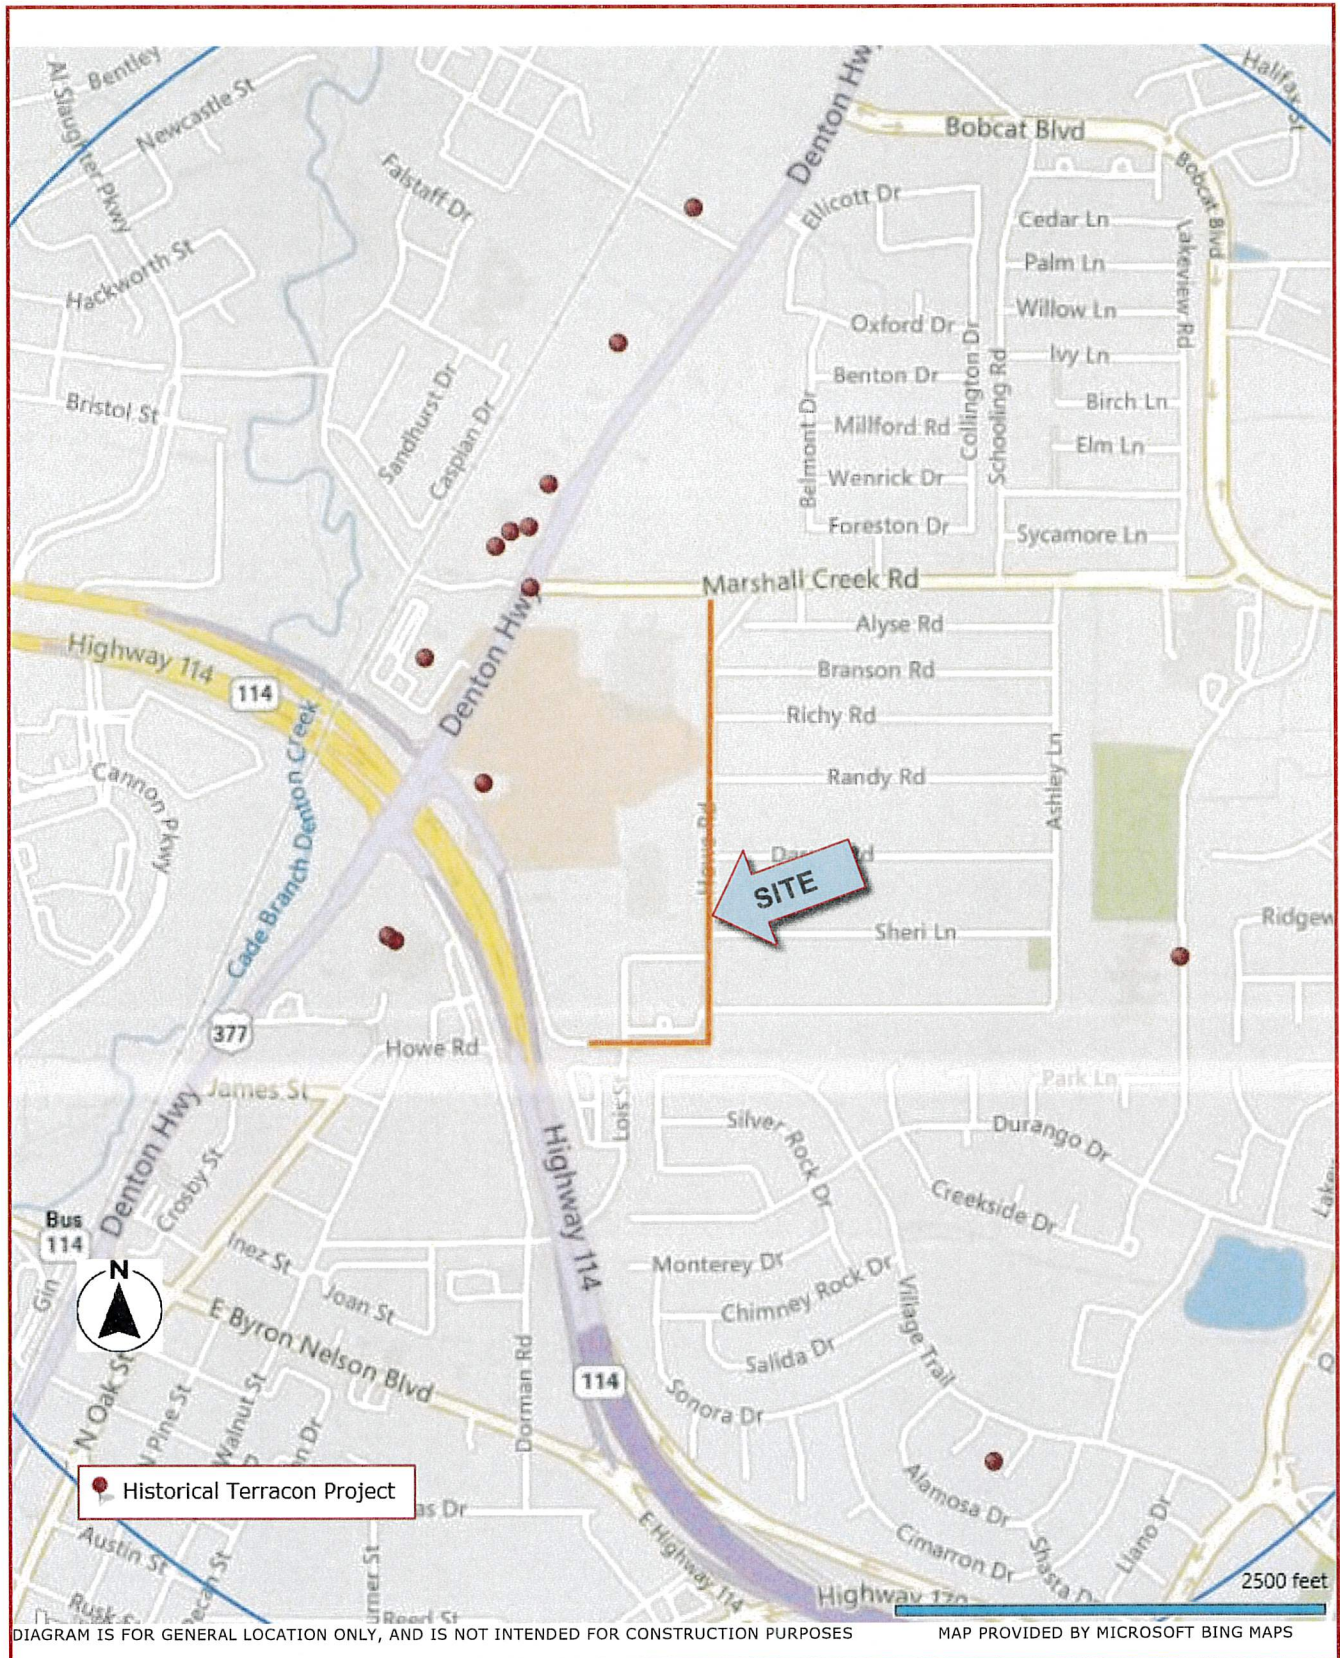 Bentley
Al Slaughter Pkwy
Newcastle St
Halifax St
Denton Hwy
Bobcat Blvd
Bobcat Blvd
Falstaff Dr
Ellicott Dr
Cedar Ln
Lakeview Rd
Hackworth St
Palm Ln
Willow Ln
Oxford Dr
Collington Dr
Schooling Rd
Ivy Ln
Benton Dr
Sandhurst Dr
Caspian Dr
Belmont Dr
Birch Ln
Bristol St
Millford Rd
Elm Ln
Wenrick Dr
Foreston Dr
Sycamore Ln
Marshall Creek Rd
Denton Hwy
Alyse Rd
Highway 114
114
Branson Rd
Richy Rd
Cade Branch Denton Creek
Cannon Pkwy
Randy Rd
Ashley Ln
Howe Rd
SITE
Ridgew
Sheri Ln
377
Howe Rd
James St
Park Ln
Denton Hwy
Lois St
Silver Rock Dr
Durango Dr
Crosby St
Highway 114
Creekside Dr
Bus
114
Inez St
Monterey Dr
N
Gin
Joan St
Chimney Rock Dr
Village Trail
E Byron Nelson Blvd
Salida Dr
Dorman Rd
114
Sonora Dr
N Oak St
N Pine St
Walnut St
en Dr
Historical Terracon Project
as Dr
Alamosa Dr
E Highway 114
Cimarron Dr
Shasta Dr
Llano Dr
Austin St
2500 feet
Highway 170
DIAGRAM IS FOR GENERAL LOCATION ONLY, AND IS NOT INTENDED FOR CONSTRUCTION PURPOSES
MAP PROVIDED BY MICROSOFT BING MAPS